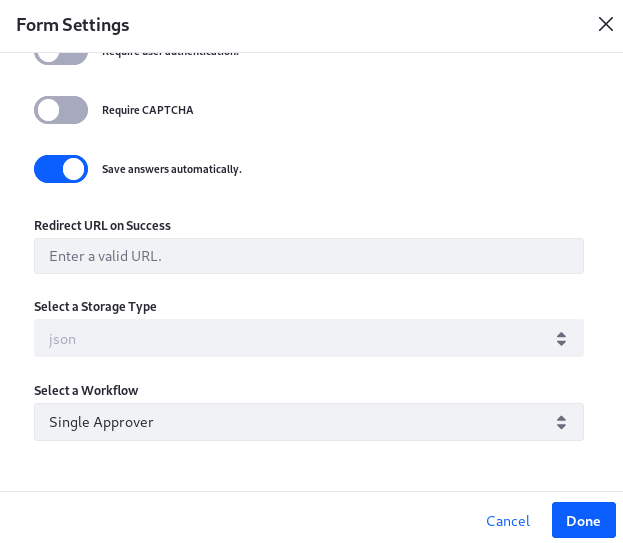 Form Settings
Require user authentication.
Require CAPTCHA
Save answers automatically.
Redirect URL on Success
Enter a valid URL.
Select a Storage Type
json
Select a Workflow
Single Approver
Cancel
Done